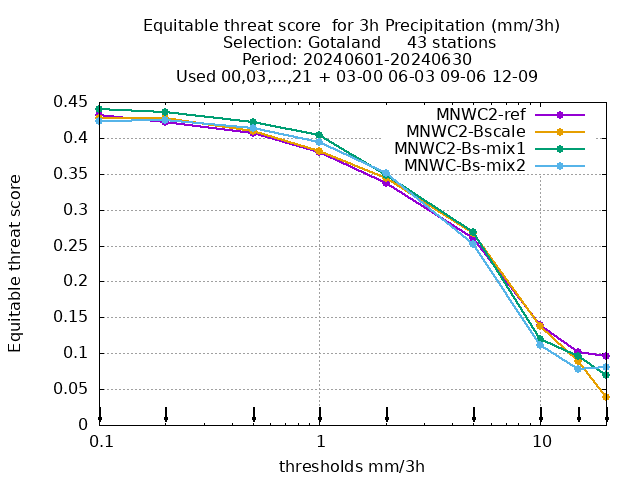 Equitable threat score  for 3h Precipitation (mm/3h)
Selection: Gotaland     43 stations
Period: 20240601-20240630
Used 00,03,...,21 + 03-00 06-03 09-06 12-09
MNWC2-ref
MNWC2-Bscale
MNWC2-Bs-mix1
MNWC-Bs-mix2
Equitable threat score
0.45
0.4
0.35
0.3
0.25
0.2
0.15
0.1
0.05
0
0.1 1 10
thresholds mm/3h